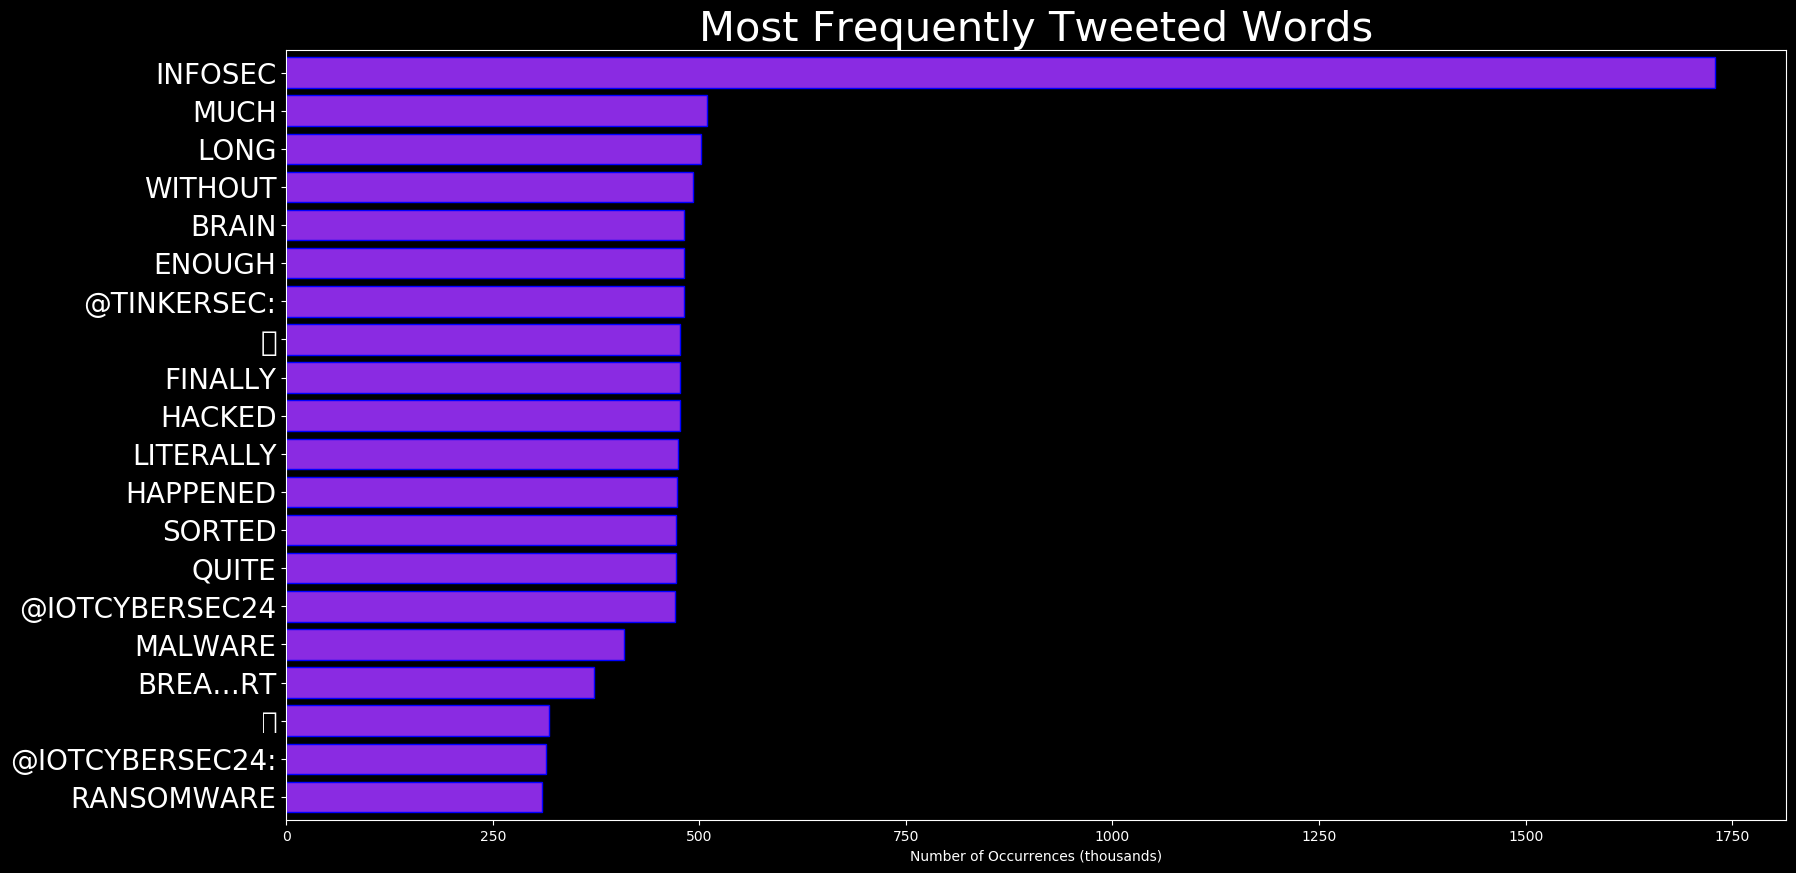 Most Frequently Tweeted Words
INFOSEC
MUCH
LONG
WITHOUT
BRAIN
ENOUGH
@TINKERSEC:
FINALLY
HACKED
LITERALLY
HAPPENED
SORTED
QUITE
@IOTCYBERSEC24
MALWARE
BREA…RT
@IOTCYBERSEC24:
RANSOMWARE
0 250 500 750 1000 1250 1500 1750
Number of Occurrences (thousands)